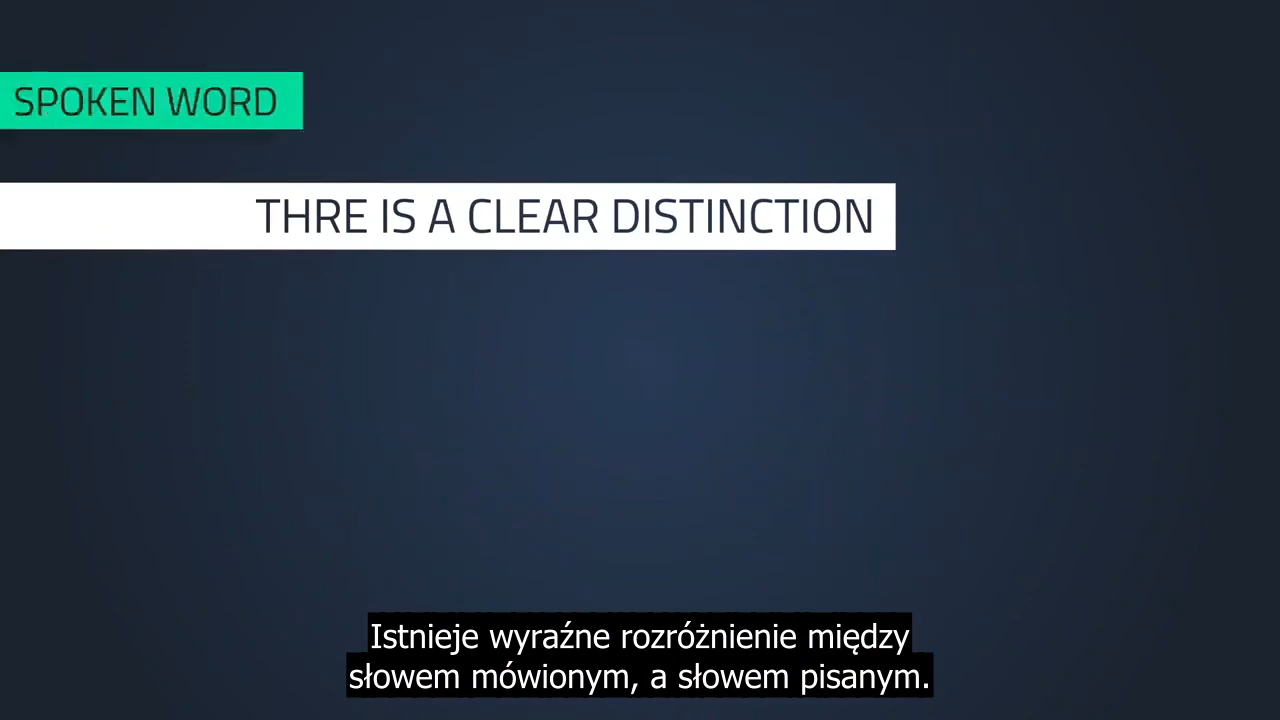 SPOKEN WORD
THRE IS A CLEAR DISTINCTION
Istnieje wyraźne rozróżnienie między
słowem mówionym, a słowem pisanym.